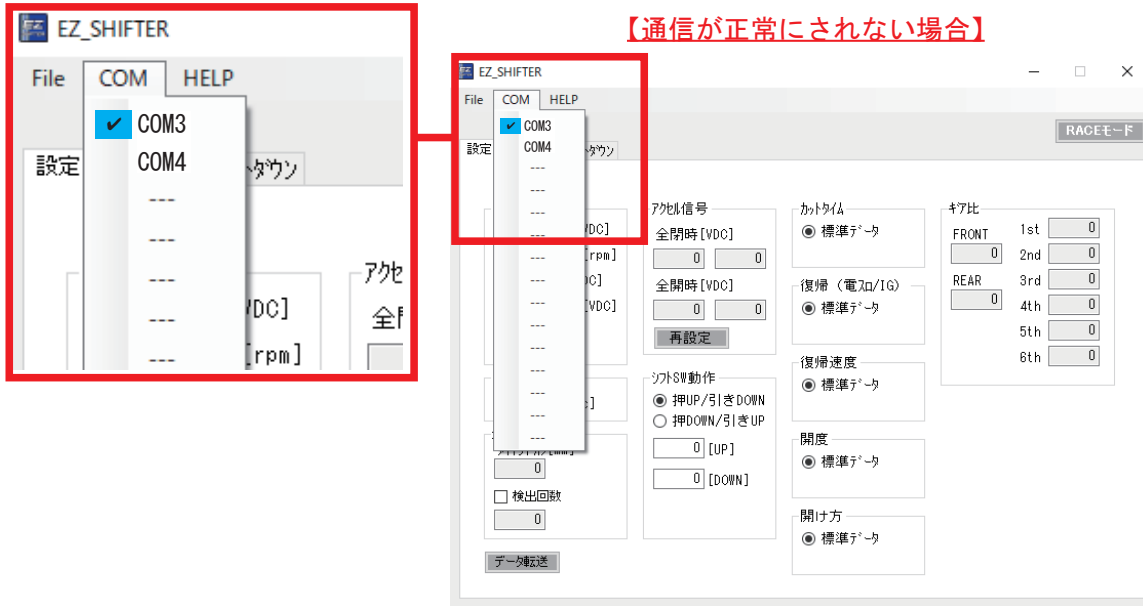 【通信が正常にされない場合】
EZ_SHIFTER
File COM HELP
✔ COM3
COM4
---
---
---
---
---
設定
ダウン
VDC]
[rpm]
アクセ
全
EZ_SHIFTER
File COM HELP
RACEモード
✔ COM3
COM4
---
---
---
---
---
---
---
---
---
---
---
---
---
設定
ダウン
VDC]
[rpm]
DC]
[VDC]
]
0
検出回数
0
データ転送
アクセル信号
全閉時[VDC]
0 0
全開時[VDC]
0 0
再設定
シフトSW動作
押UP/引きDOWN
押DOWN/引きUP
0 [UP]
0 [DOWN]
カットタイム
標準データ
復帰 (電スロ/IG)
標準データ
復帰速度
標準データ
開度
標準データ
開け方
標準データ
ギア比
FRONT
0
REAR
0
1st 0
2nd 0
3rd 0
4th 0
5th 0
6th 0